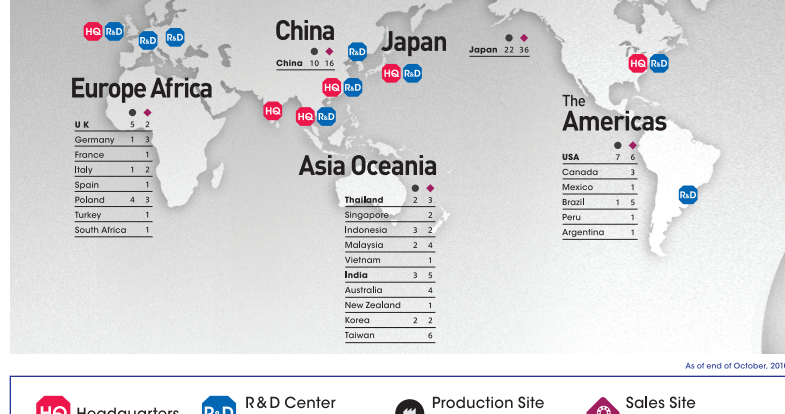 China
Japan
HQ R&D R&D R&D
China 10 16
R&D
Japan 22 36
HQ R&D
HQ R&D
HQ R&D
HQ
HQ R&D
Europe Africa
U K 5 2
Germany 1 3
France 1
Italy 1 2
Spain 1
Poland 4 3
Turkey 1
South Africa 1
Asia Oceania
Thailand 2 3
Singapore 2
Indonesia 3 2
Malaysia 2 4
Vietnam 1
India 3 5
Australia 4
New Zealand 1
Korea 2 2
Taiwan 6
The
Americas
USA 7 6
Canada 3
Mexico 1
Brazil 1 5
Peru 1
Argentina 1
R&D
As of end of October, 2016
HQ Headquarters
R&D R&D Center
Production Site
Sales Site